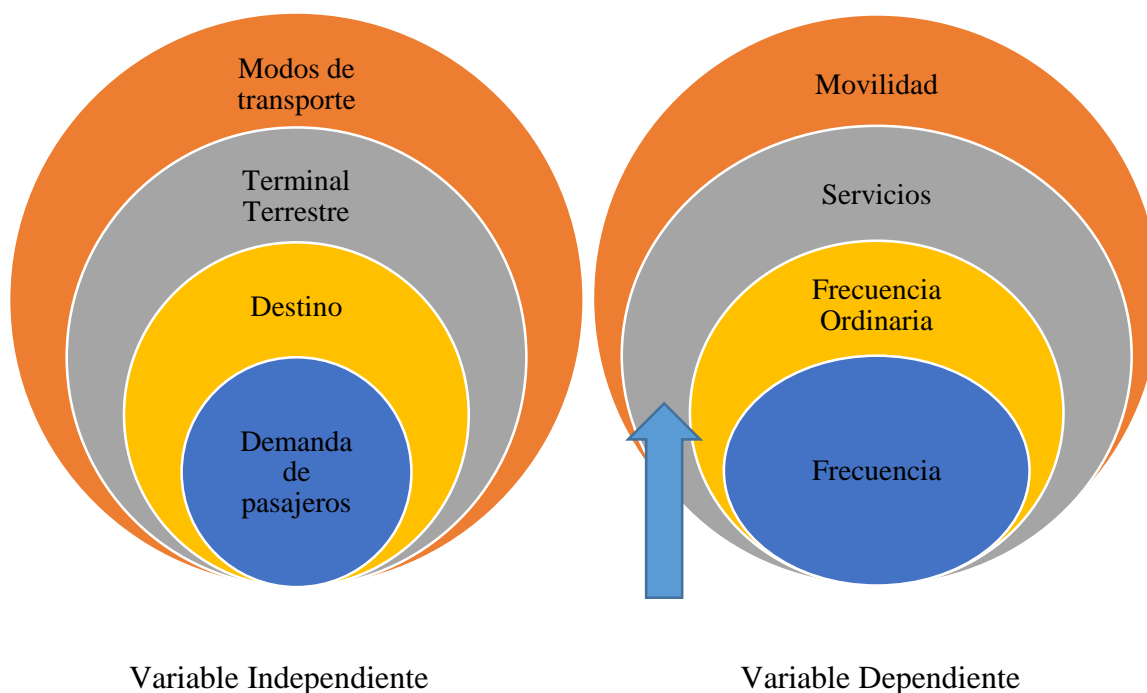 Modos de
transporte
Terminal
Terrestre
Destino
Demanda
de
pasajeros
Movilidad
Servicios
Frecuencia
Ordinaria
Frecuencia
Variable Independiente
Variable Dependiente